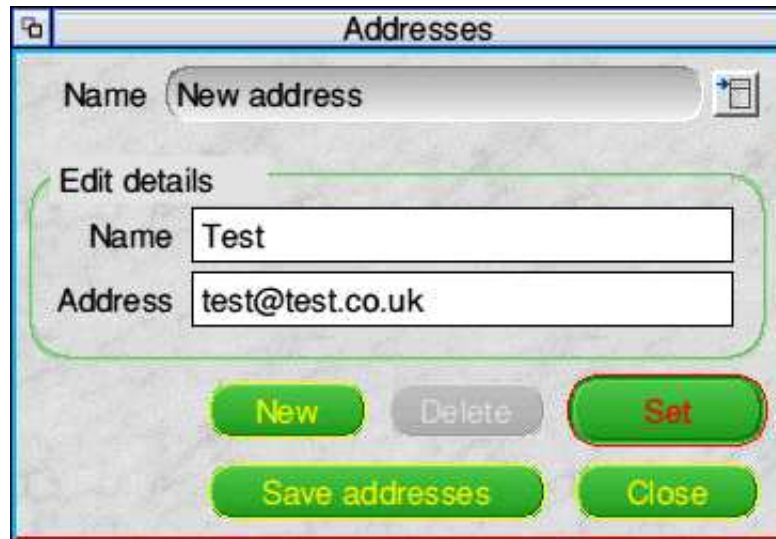 Addresses
Name New address
Edit details
Name Test
Address test@test.co.uk
New Delete Set
Save addresses Close